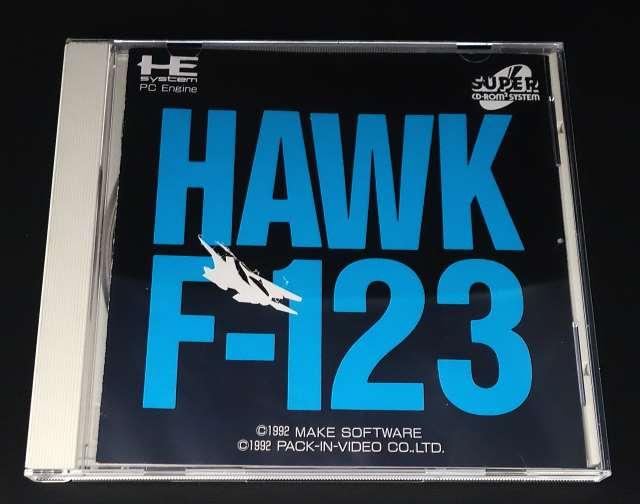 HE
system
PC Engine
SUPER
CD-ROM² SYSTEM
HAWK
F-123
©1992 MAKE SOFTWARE
©1992 PACK-IN-VIDEO CO.,LTD.